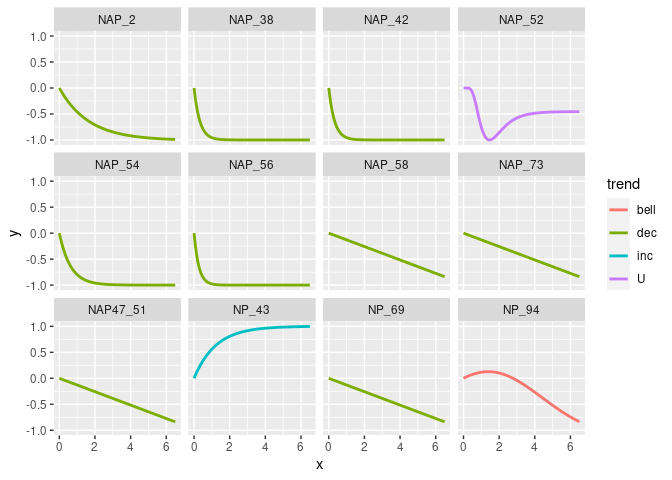 NAP_2 NAP_38 NAP_42 NAP_52
1.0
0.5
0.0
-0.5
-1.0
NAP_54 NAP_56 NAP_58 NAP_73
1.0
0.5
0.0
-0.5
-1.0
NAP47_51 NP_43 NP_69 NP_94
1.0
0.5
0.0
-0.5
-1.0
0 2 4 6 0 2 4 6 0 2 4 6 0 2 4 6
x
y
trend
bell
dec
inc
U